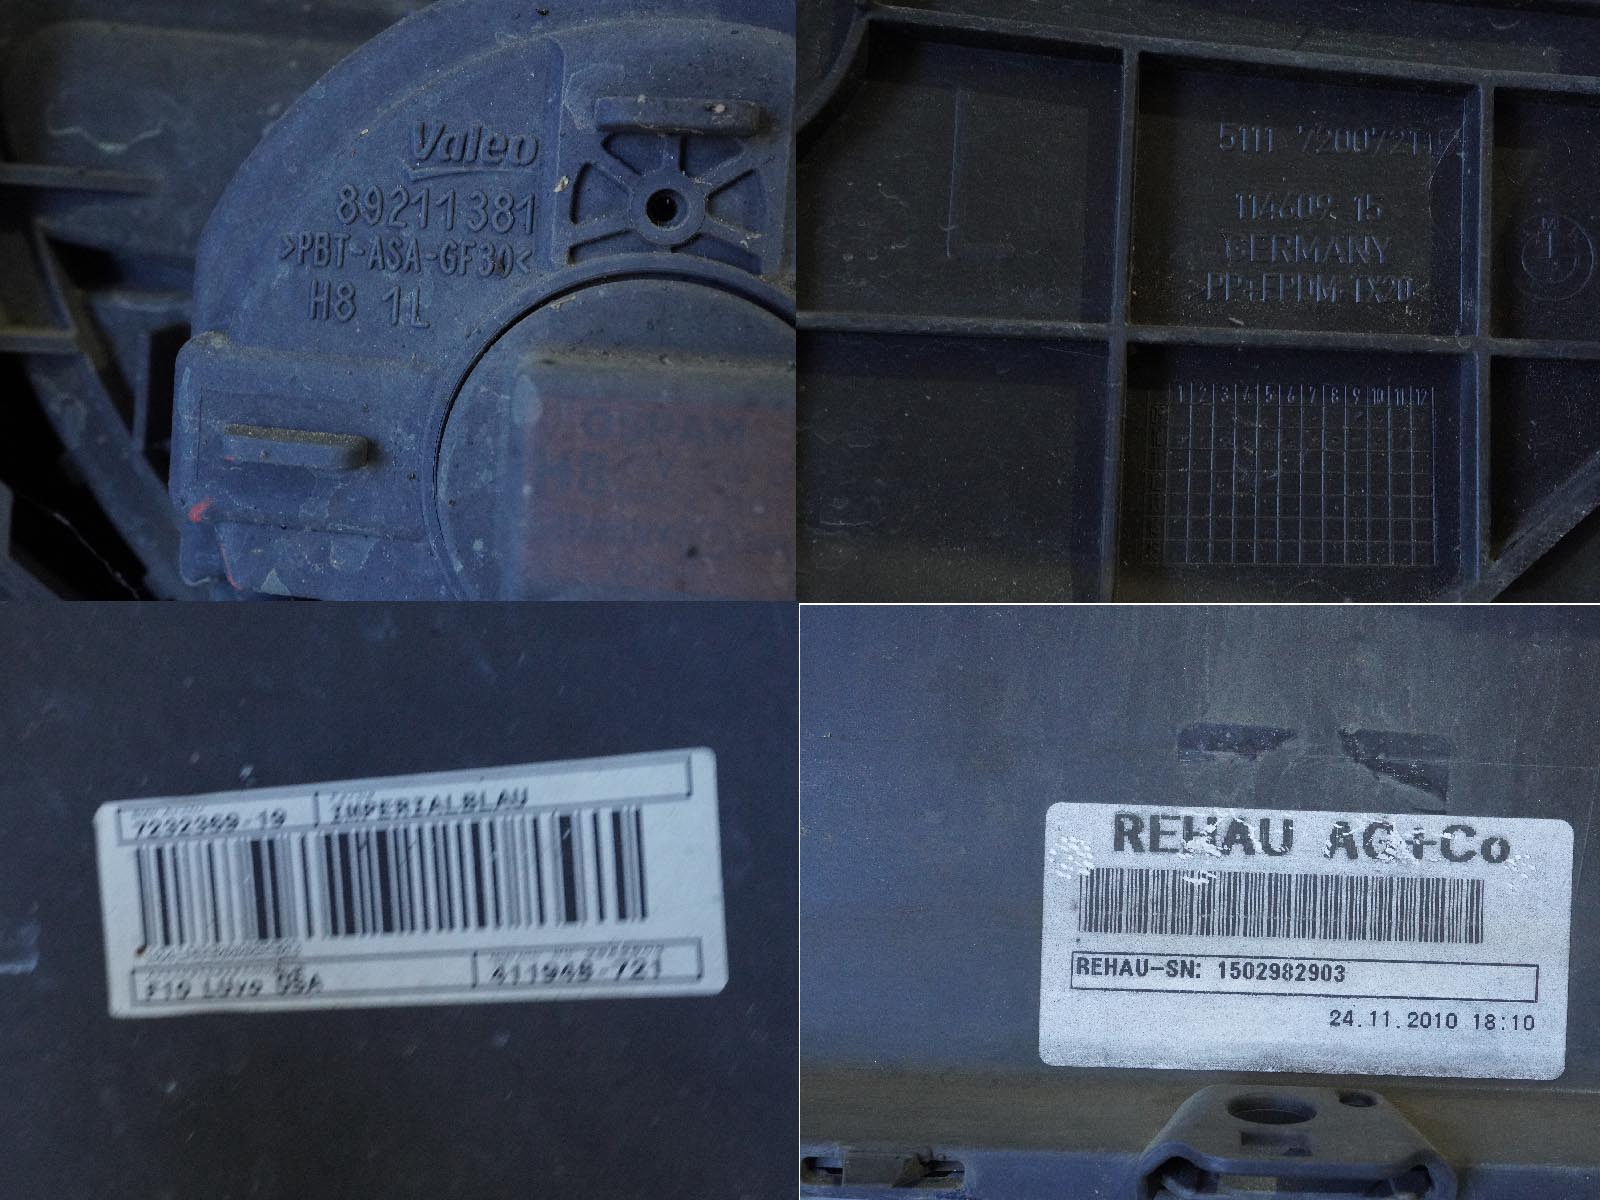 Valeo
89211381
>PBT-ASA-GF30<
H8 1L
OSRAM
H8
5111 7200721
114609 15
GERMANY
PP+EPDM-TX20<
1 2 3 4 5 6 7 8 9 10 11 12
7232369-19
IMPERIALBLAU
F10 USA
411948-721
REHAU AG+Co
REHAU-SN: 1502982903
24.11.2010 18:10